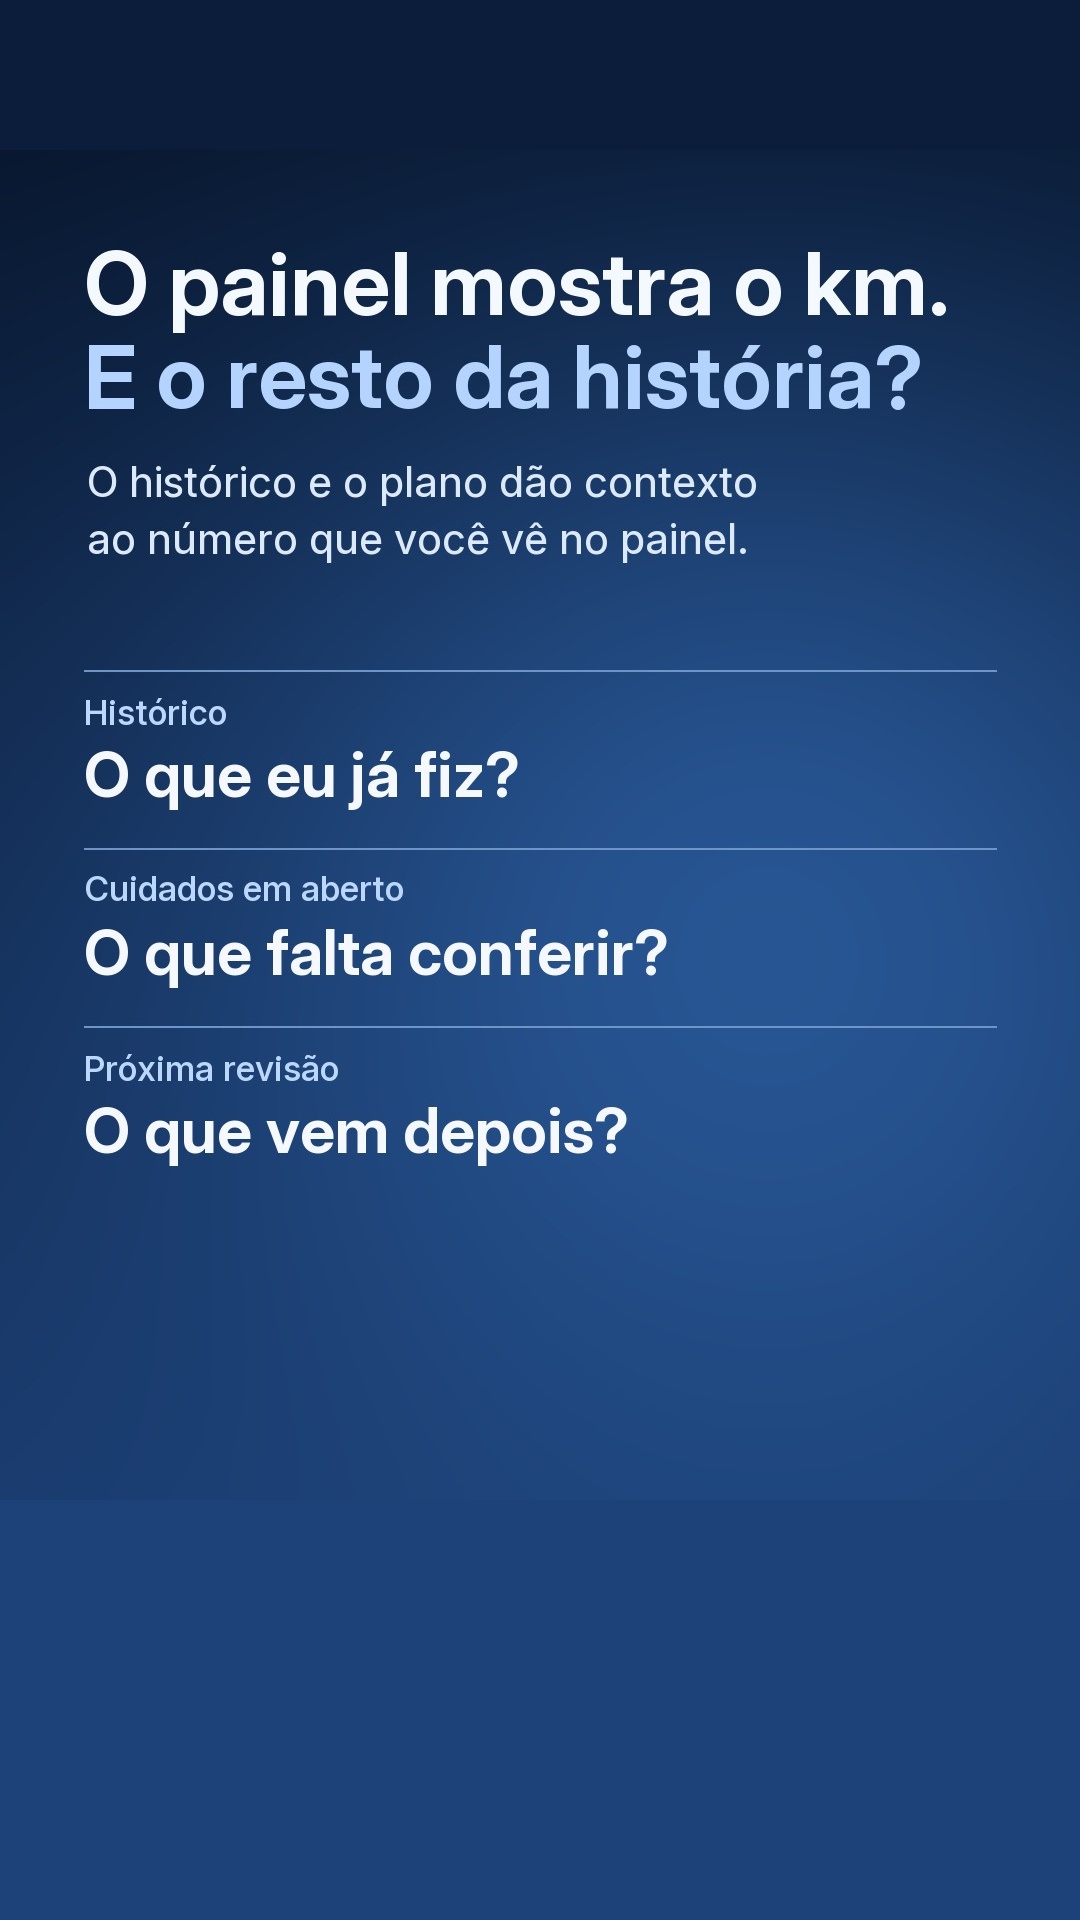 O painel mostra o km.
E o resto da história?
O histórico e o plano dão contexto
ao número que você vê no painel.
Histórico
O que eu já fiz?
Cuidados em aberto
O que falta conferir?
Próxima revisão
O que vem depois?